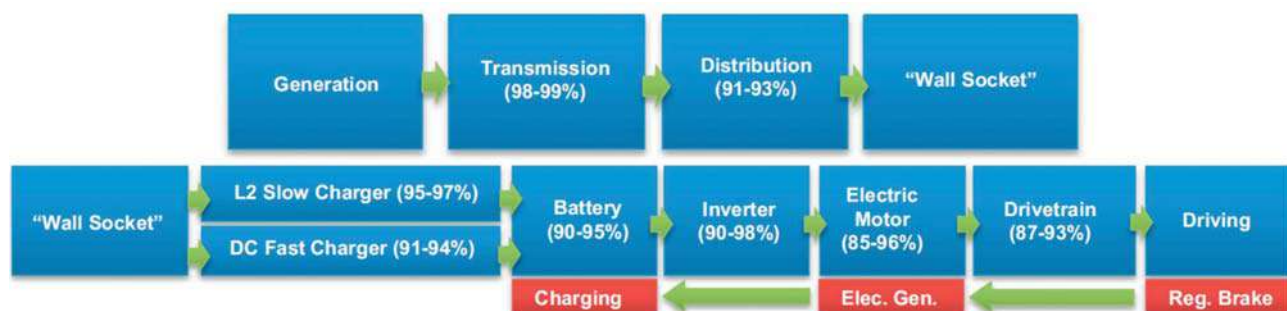 Generation
Transmission
(98-99%)
Distribution
(91-93%)
“Wall Socket”
“Wall Socket”
L2 Slow Charger (95-97%)
DC Fast Charger (91-94%)
Battery
(90-95%)
Inverter
(90-98%)
Electric
Motor
(85-96%)
Drivetrain
(87-93%)
Driving
Charging
Elec. Gen.
Reg. Brake